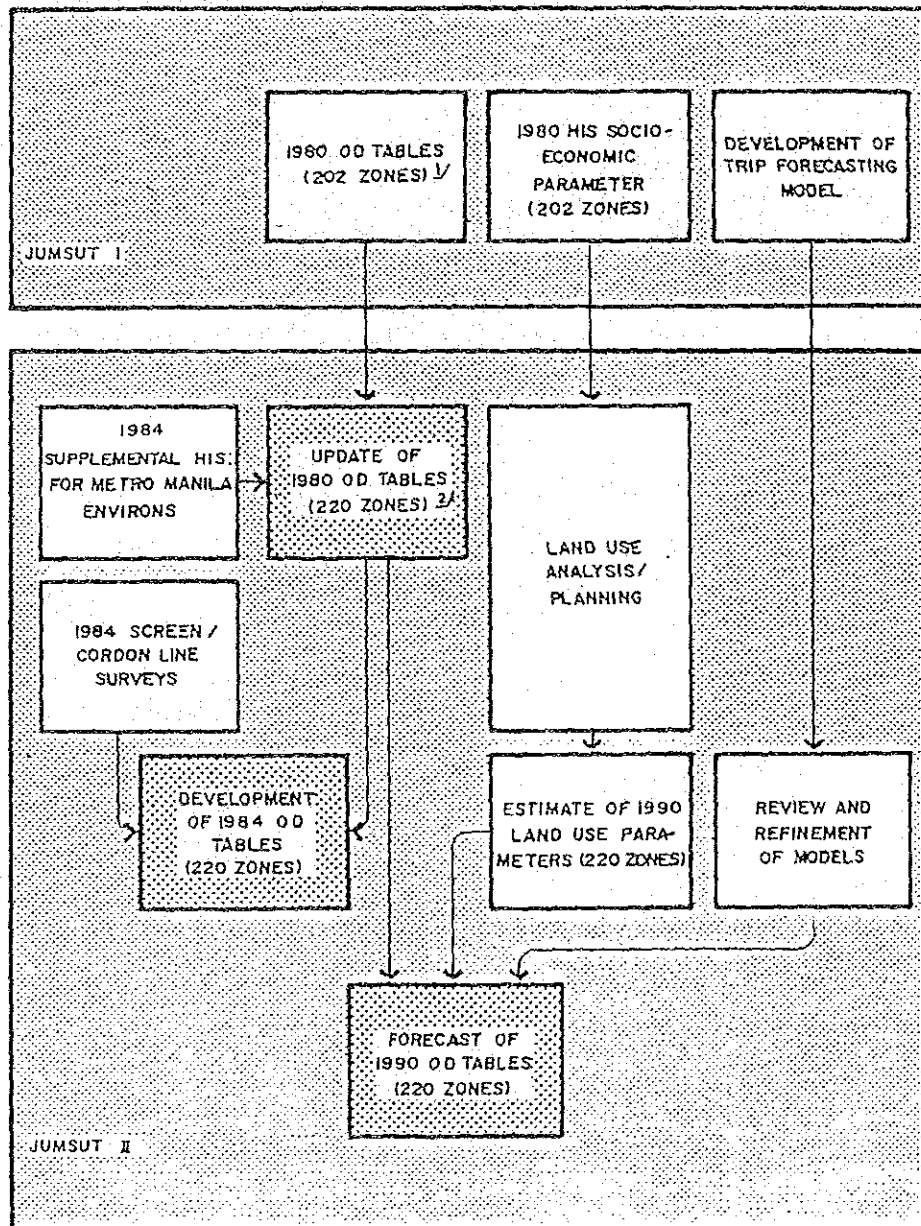 1980 OD TABLES
(202 ZONES) 1/
1980 HIS SOCIO-
ECONOMIC
PARAMETER
(202 ZONES)
DEVELOPMENT OF
TRIP FORECASTING
MODEL
JUMSUT I
1984
SUPPLEMENTAL HIS.
FOR METRO MANILA
ENVIRONS
UPDATE OF
1980 OD TABLES
(220 ZONES) 2/
LAND USE
ANALYSIS/
PLANNING
1984 SCREEN /
CORDON LINE
SURVEYS
DEVELOPMENT
OF 1984 OD
TABLES
(220 ZONES)
ESTIMATE OF 1990
LAND USE PARA-
METERS (220 ZONES)
REVIEW AND
REFINEMENT
OF MODELS
FORECAST OF
1990 OD TABLES
(220 ZONES)
JUMSUT II